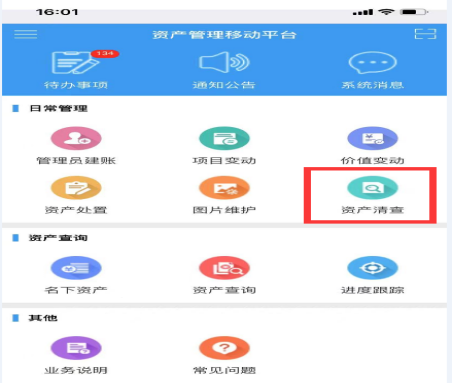 16:01
资产管理移动平台
134
待办事项 通知公告 系统消息
日常管理
管理员建账 项目变动 价值变动
资产处置 图片维护 资产清查
资产查询
名下资产 资产查询 进度跟踪
其他
业务说明 常见问题